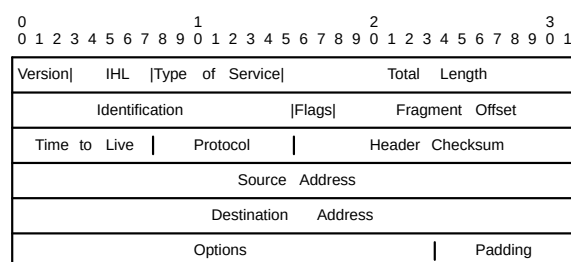 0 1 2 3
0 1 2 3 4 5 6 7 8 9 0 1 2 3 4 5 6 7 8 9 0 1 2 3 4 5 6 7 8 9 0 1
Version| IHL |Type of Service| Total Length
Identification |Flags| Fragment Offset
Time to Live | Protocol | Header Checksum
Source Address
Destination Address
Options | Padding